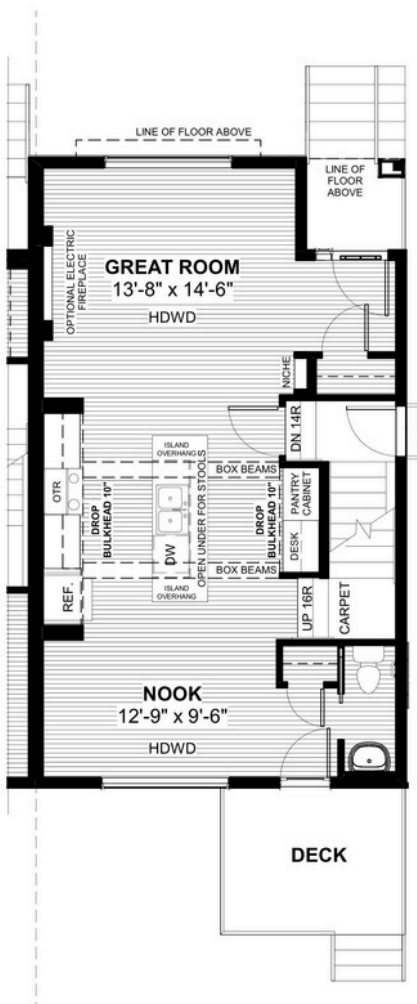 LINE OF FLOOR ABOVE
LINE OF
FLOOR
ABOVE
OPTIONAL ELECTRIC
FIREPLACE
GREAT ROOM
13'-8" x 14'-6"
HDWD
NICHE
DN 14R
ISLAND
OVERHANG
BOX BEAMS
OTR
DROP
BULKHEAD 10"
OPEN UNDER FOR STOOLS
DROP
BULKHEAD 10"
PANTRY
CABINET
DESK
DW
BOX BEAMS
REF.
ISLAND
OVERHANG
UP 16R
CARPET
NOOK
12'-9" x 9'-6"
HDWD
DECK